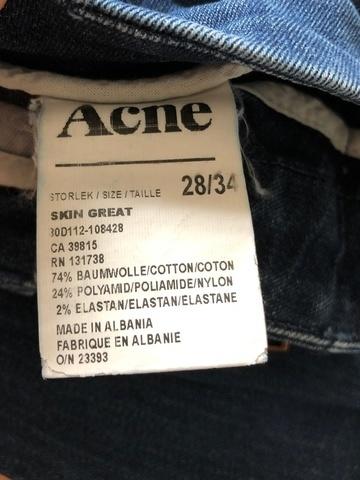 Acne
STORLEK / SIZE / TAILLE 28/34
SKIN GREAT
30D112-108428
CA 39815
RN 131738
74% BAUMWOLLE/COTTON/COTON
24% POLYAMID/POLIAMIDE/NYLON
2% ELASTAN/ELASTAN/ELASTANE
MADE IN ALBANIA
FABRIQUE EN ALBANIE
O/N 23393